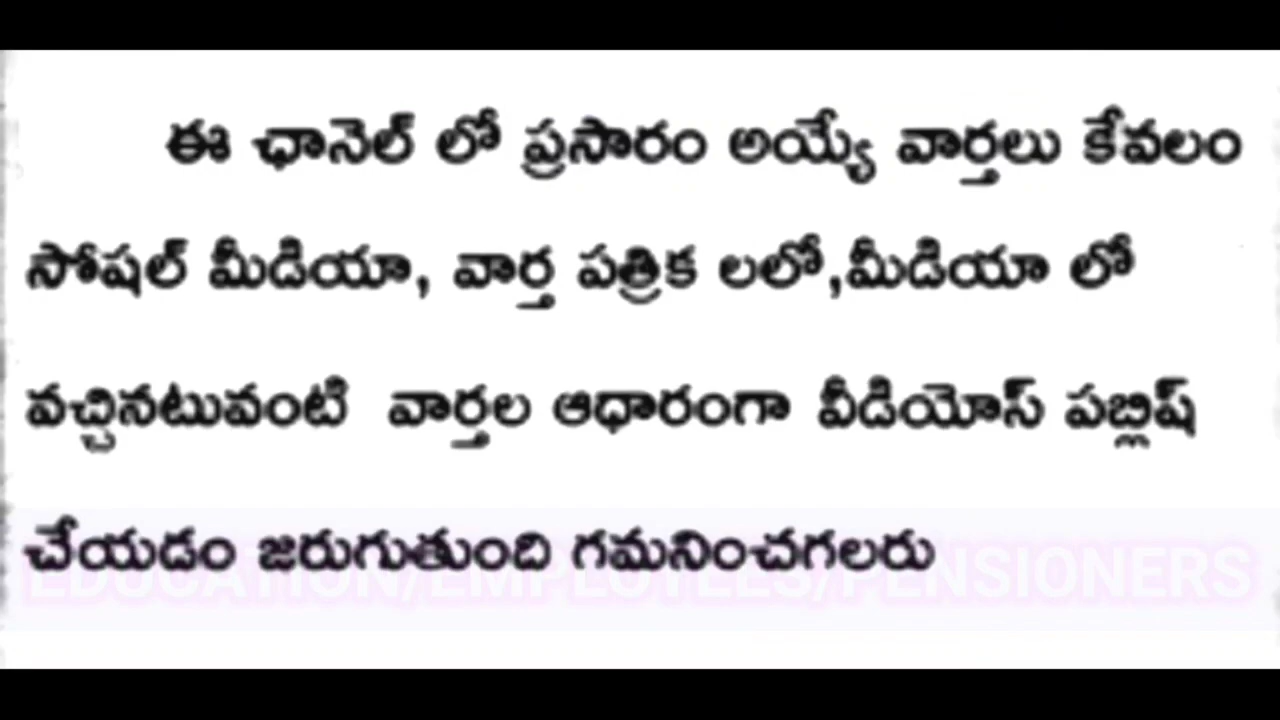 ఈ ఛానెల్ లో ప్రసారం అయ్యే వార్తలు కేవలం
సోషల్ మీడియా, వార్త పత్రిక లలో,మీడియా లో
వచ్చినటువంటి వార్తల ఆధారంగా వీడియోస్ పబ్లిష్
చేయడం జరుగుతుంది గమనించగలరు
EDUCATION/EMPLOYEES/PENSIONERS